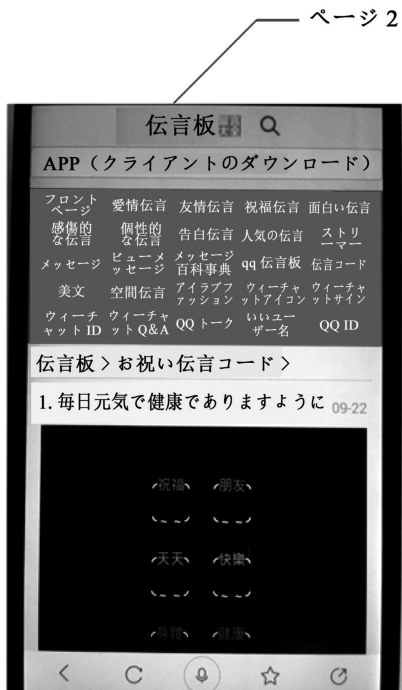 ページ 2
伝言板
APP（クライアントのダウンロード）
フロントページ 愛情伝言 友情伝言 祝福伝言 面白い伝言
感傷的な伝言 個性的な伝言 告白伝言 人気の伝言 ストリーマー
メッセージ ヒューメッセージ メッセージ百科事典 qq 伝言板 伝言コード
美文 空間伝言 アイラブファッション ウィーチャットアイコン ウィーチャットサイン
ウィーチャット ID ウィーチャット Q&A QQ トーク いいユーザー名 QQ ID
伝言板 > お祝い伝言コード >
1. 毎日元気で健康でありますように 09-22
祝福 朋友
天天 快樂
身體 健康